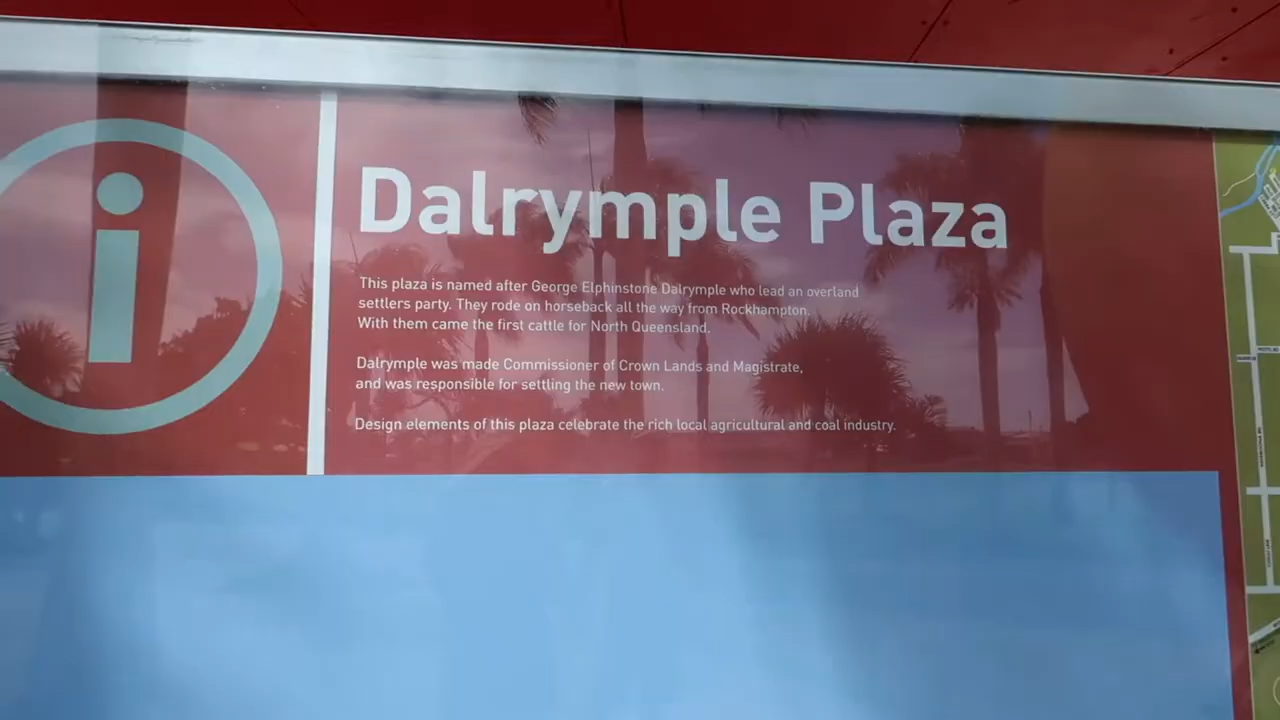 i
Dalrymple Plaza
This plaza is named after George Elphinstone Dalrymple who lead an overland
settlers party. They rode on horseback all the way from Rockhampton.
With them came the first cattle for North Queensland.
Dalrymple was made Commissioner of Crown Lands and Magistrate,
and was responsible for settling the new town.
Design elements of this plaza celebrate the rich local agricultural and coal industry.